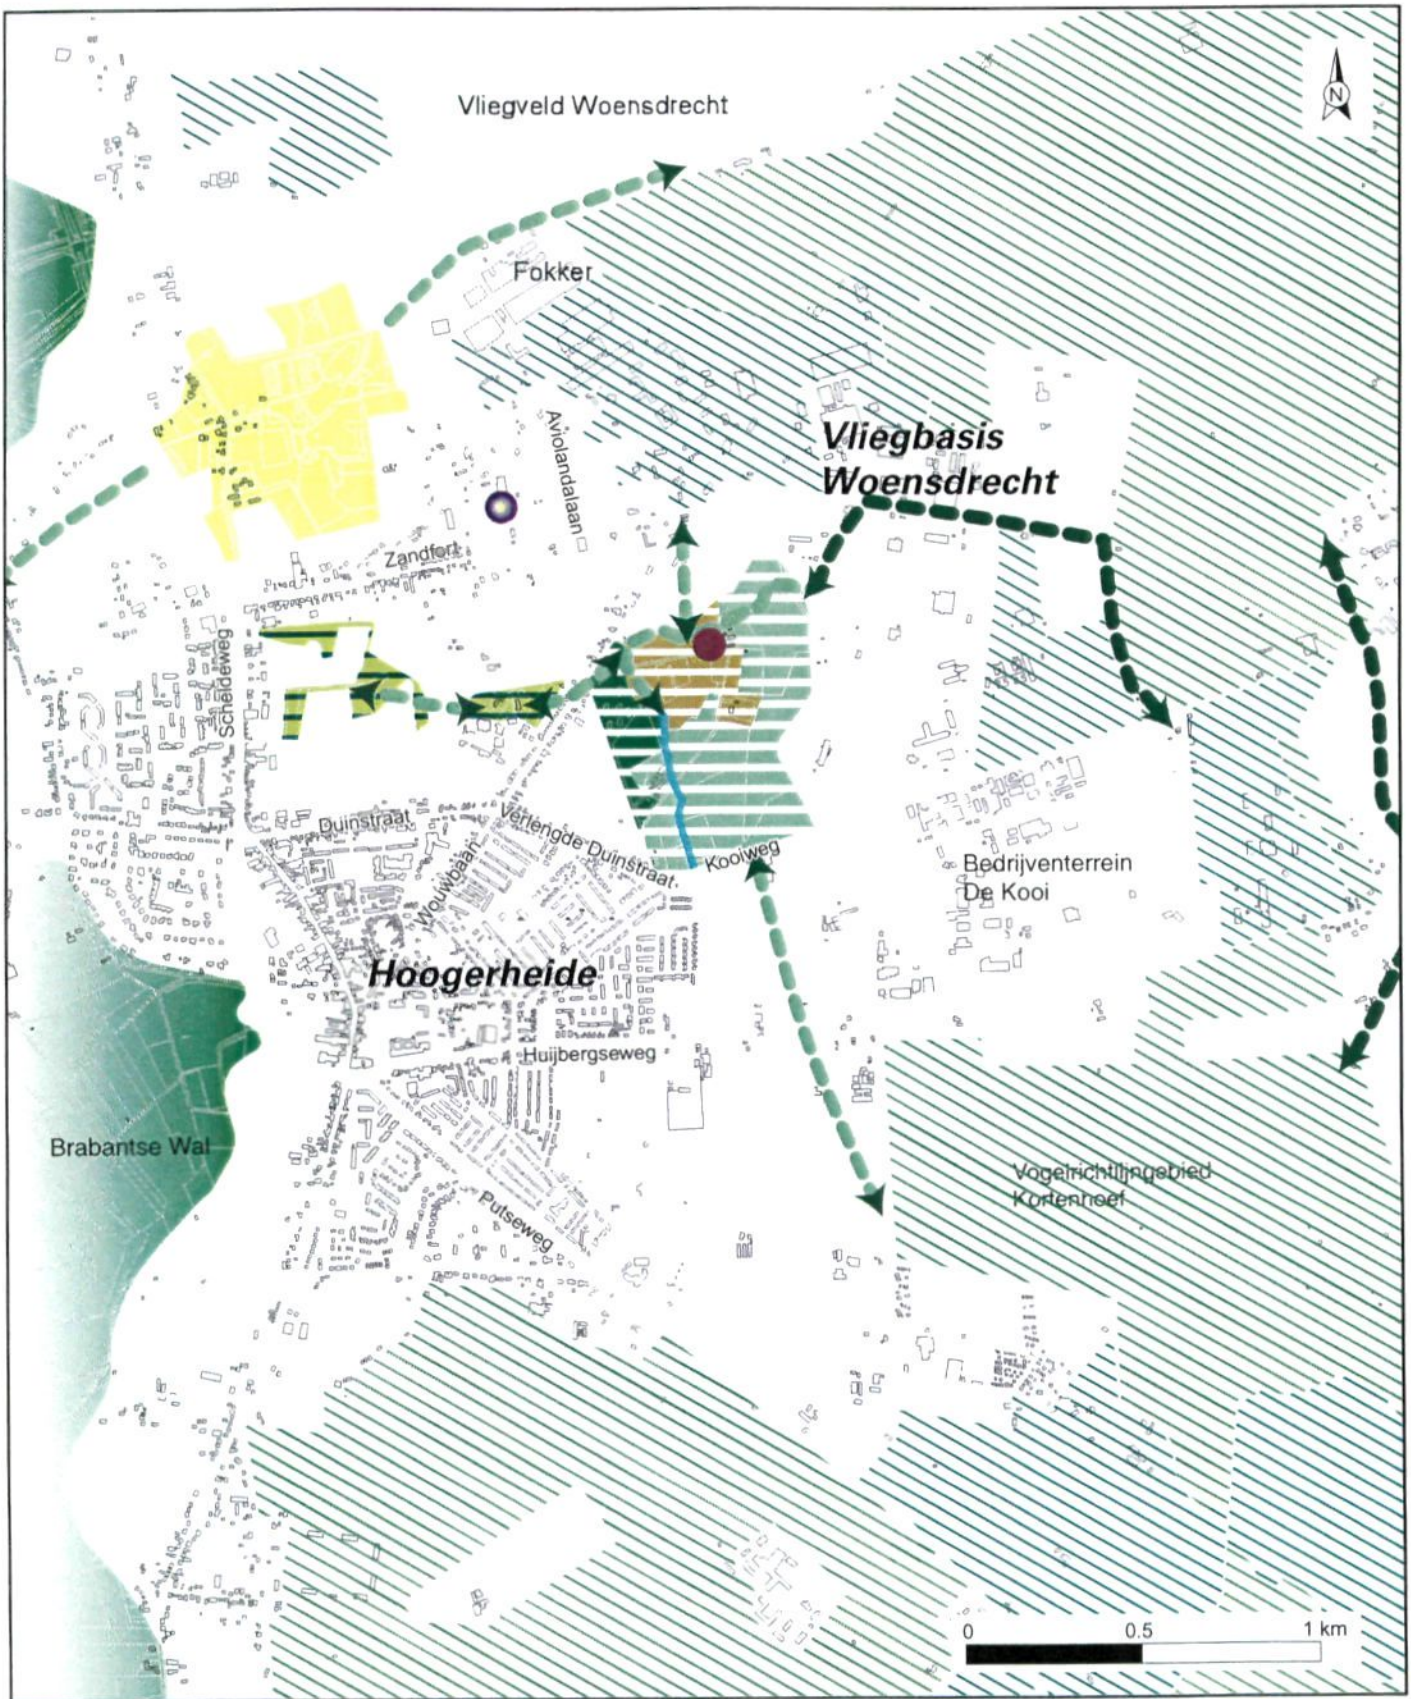 Vliegveld Woensdrecht
N
Fokker
Aviolandalaan
Vliegbasis
Woensdrecht
Zandfort
Scheideweg
Duinstraat
Verlengde Duinstraat
Wouwbaan
Kooiweg
Bedrijventerrein
De Kooi
Hoogerheide
Huijbergseweg
Brabantse Wal
Vogelrichtlijngebied
Kortenhoef
Putseweg
0 0.5 1 km